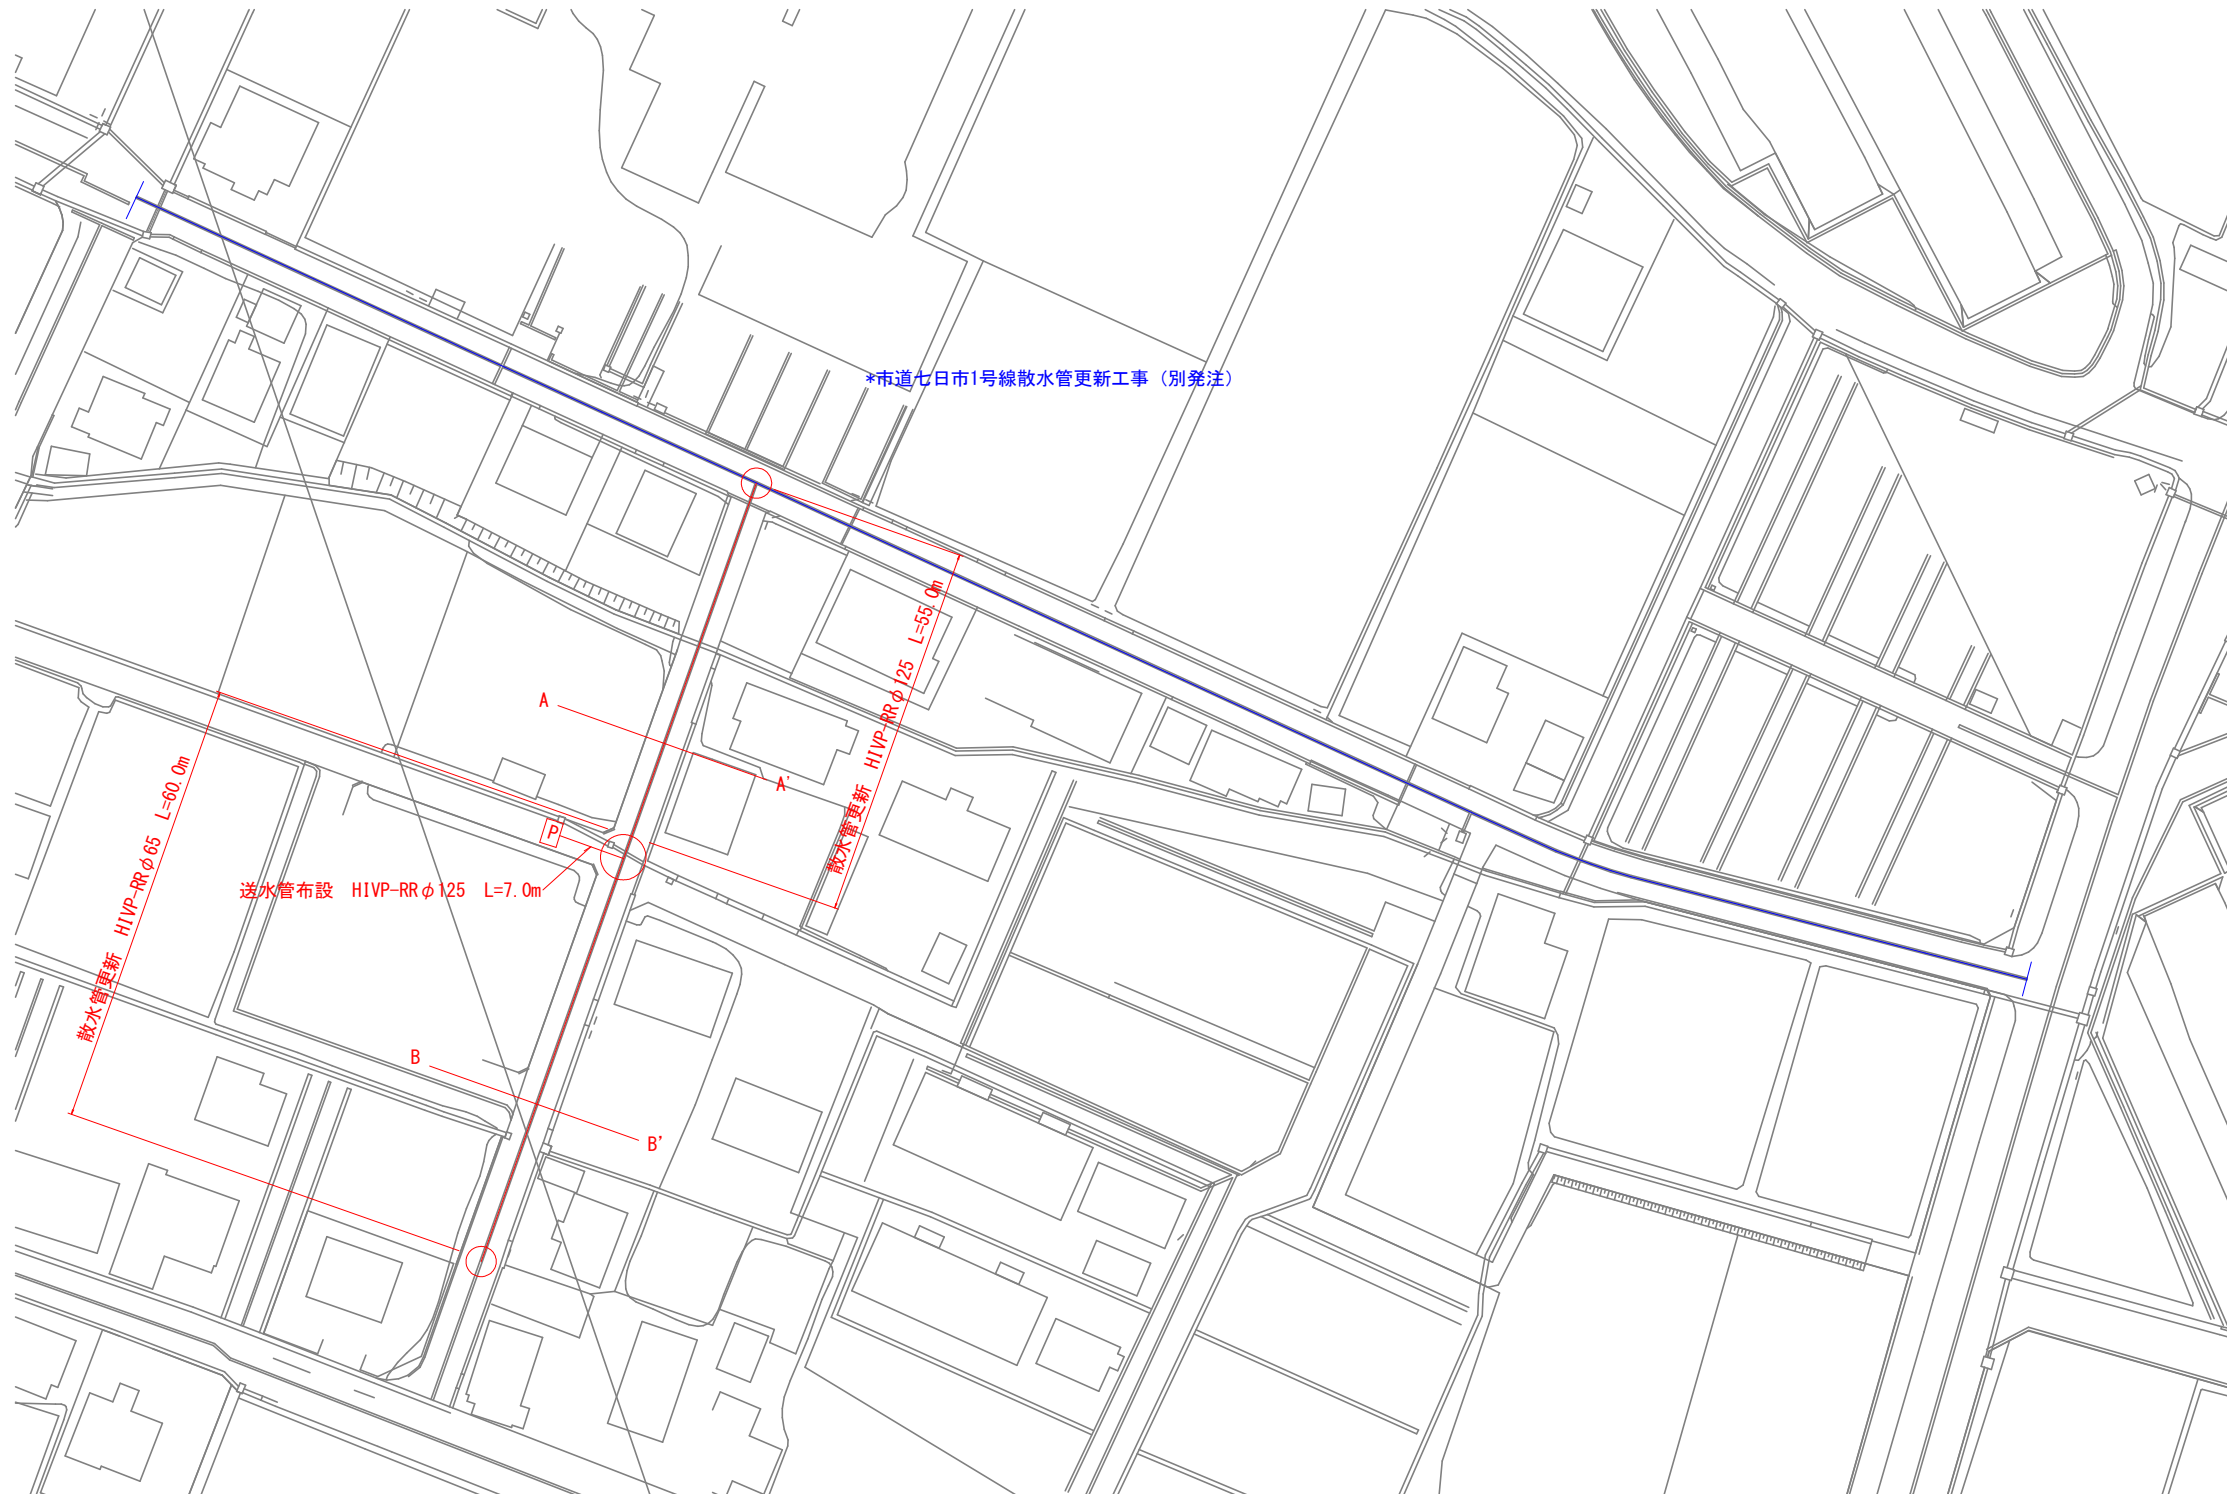 *市道七日市1号線散水管更新工事（別発注）
散水管更新　HIVP-RRφ125　L=55.0m
A
A'
散水管更新　HIVP-RRφ65　L=60.0m
P
送水管布設　HIVP-RRφ125　L=7.0m
B
B'